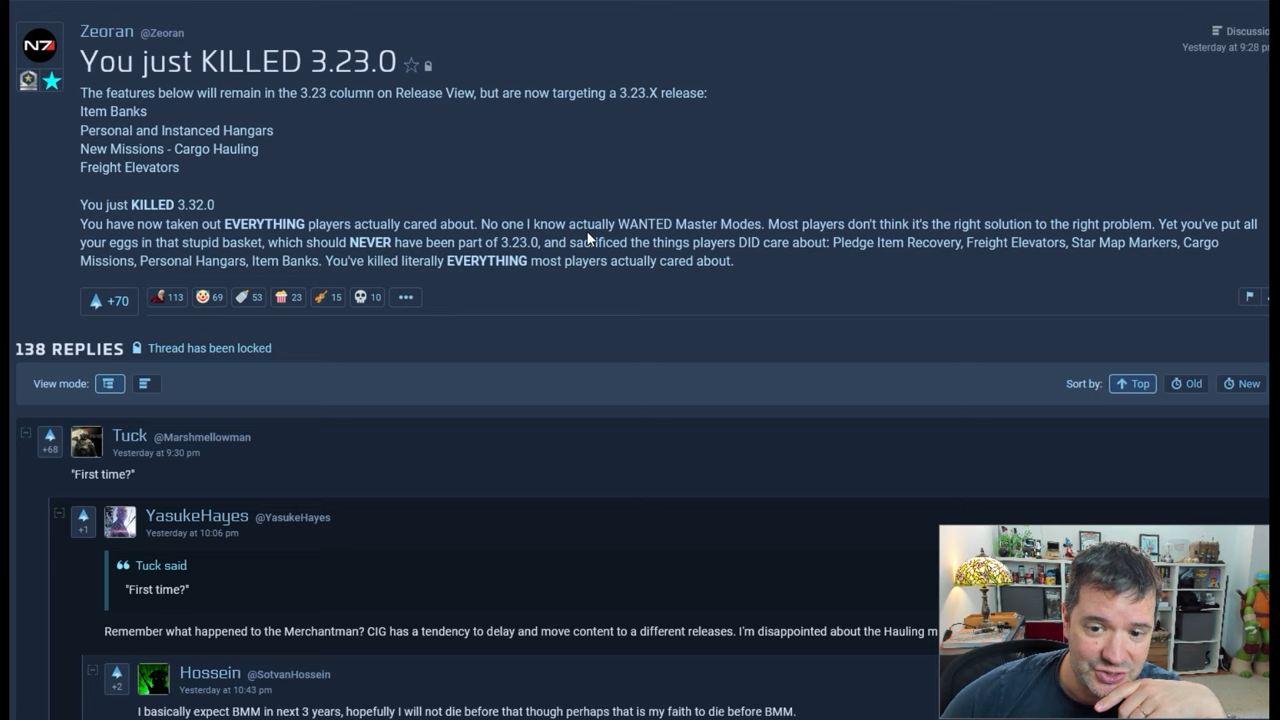 Zeoran @Zeoran
Discussio
Yesterday at 9:28 p
N7
You just KILLED 3.23.0
The features below will remain in the 3.23 column on Release View, but are now targeting a 3.23.X release:
Item Banks
Personal and Instanced Hangars
New Missions - Cargo Hauling
Freight Elevators
You just KILLED 3.32.0
You have now taken out EVERYTHING players actually cared about. No one I know actually WANTED Master Modes. Most players don't think it's the right solution to the right problem. Yet you've put all
your eggs in that stupid basket, which should NEVER have been part of 3.23.0, and sacrificed the things players DID care about: Pledge Item Recovery, Freight Elevators, Star Map Markers, Cargo
Missions, Personal Hangars, Item Banks. You've killed literally EVERYTHING most players actually cared about.
+70 113 69 53 23 15 10
138 REPLIES Thread has been locked
View mode: Sort by: Top Old New
Tuck @Marshmellowman
+68
Yesterday at 9:30 pm
"First time?"
YasukeHayes @YasukeHayes
+1
Yesterday at 10:06 pm
Tuck said
"First time?"
Remember what happened to the Merchantman? CIG has a tendency to delay and move content to a different releases. I'm disappointed about the Hauling m
Hossein @SotvanHossein
+2
Yesterday at 10:43 pm
I basically expect BMM in next 3 years, hopefully I will not die before that though perhaps that is my faith to die before BMM.